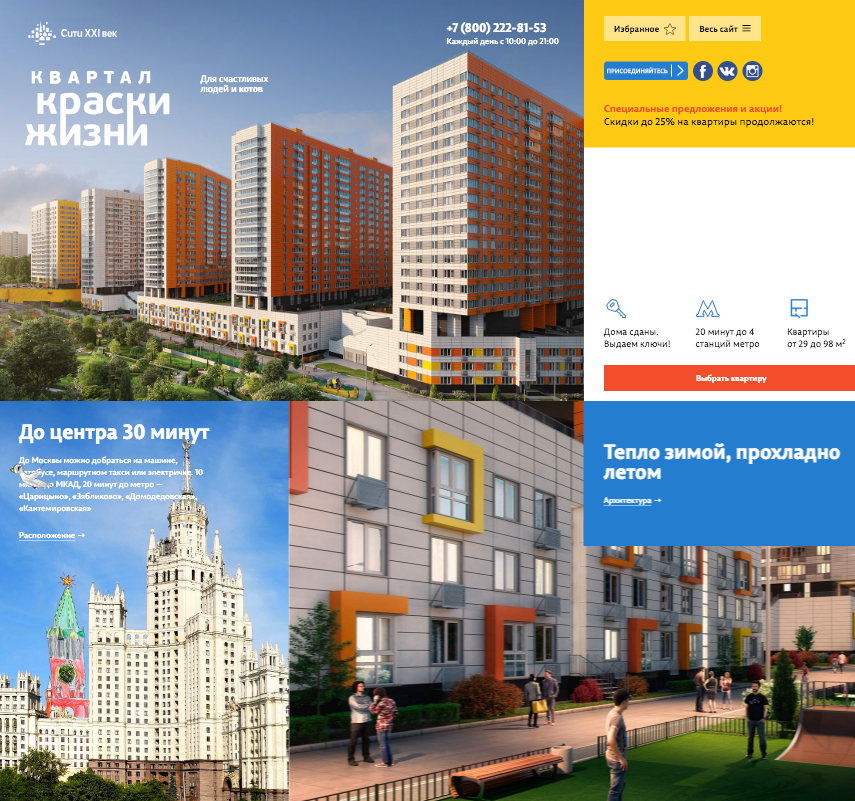 Сити XXI век
+7 (800) 222-81-53
Каждый день с 10:00 до 21:00
КВАРТАЛ
краски
жизни
Для счастливых
людей и котов
Избранное
Весь сайт
ПРИСОЕДИНЯЙТЕСЬ
Специальные предложения и акции!
Скидки до 25% на квартиры продолжаются!
Дома сданы.
Выдаем ключи!
20 минут до 4
станций метро
Квартиры
от 29 до 98 м²
Выбрать квартиру
До центра 30 минут
До Москвы можно добраться на машине,
маршрутном такси или электричке. 10
МКАД, 20 минут до метро —
«Царицыно», «Зябликово», «Домодедовская»,
«Кантемировская»
Расположение →
Тепло зимой, прохладно
летом
Архитектура →